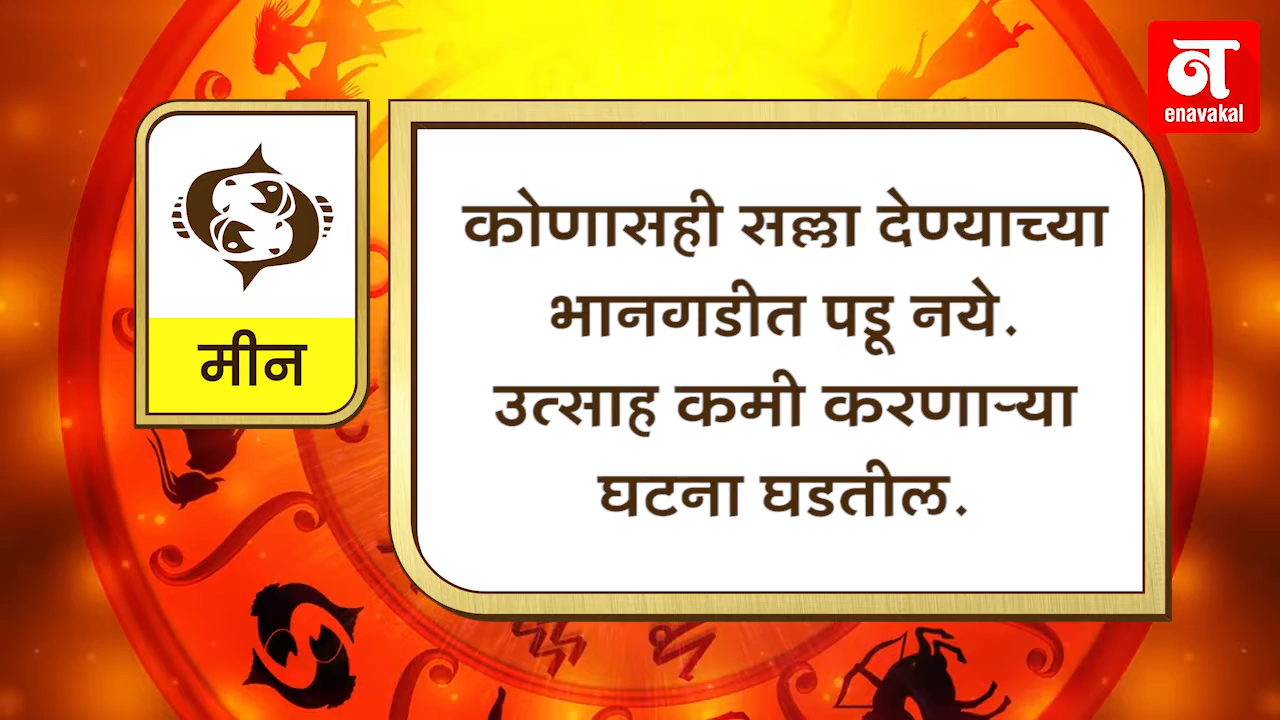 न
enavakal
मीन
कोणासही सल्ला देण्याच्या
भानगडीत पडू नये.
उत्साह कमी करणाऱ्या
घटना घडतील.